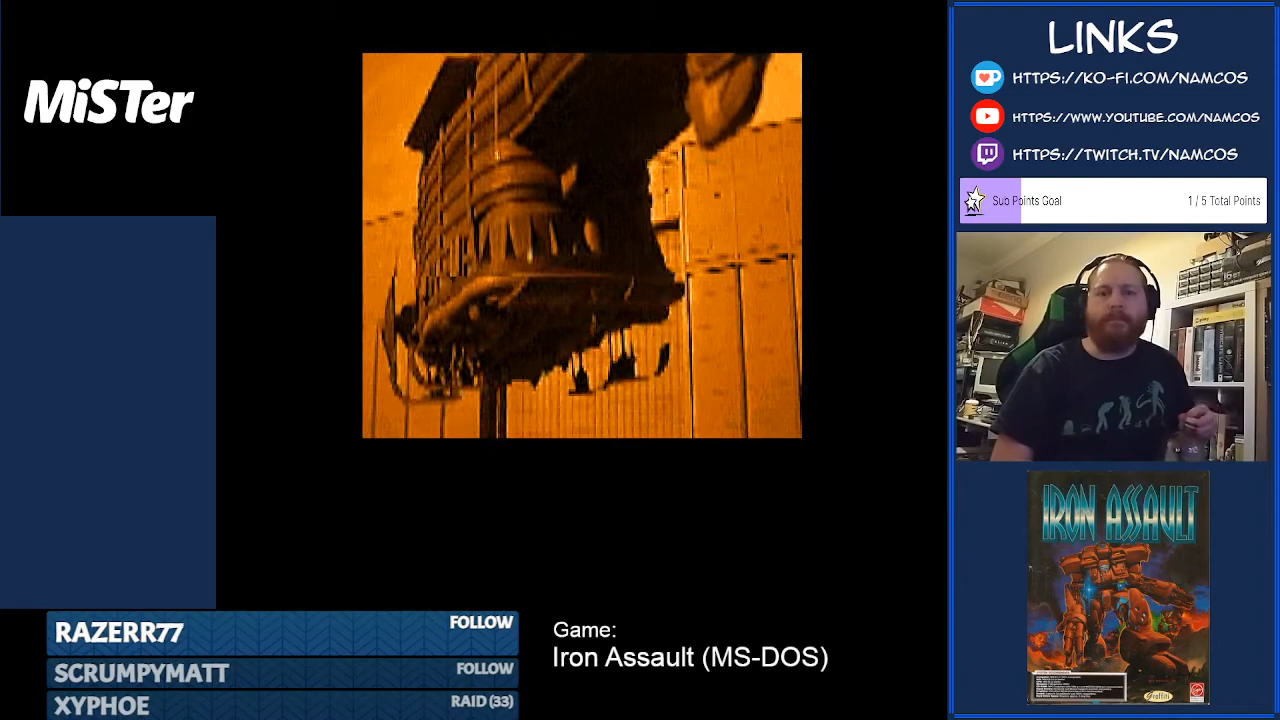 MiSTer
LINKS
HTTPS://KO-FI.COM/NAMCOS
HTTPS://WWW.YOUTUBE.COM/NAMCOS
HTTPS://TWITCH.TV/NAMCOS
Sub Points Goal 1 / 5 Total Points
IRON ASSAULT
Graffiti
RAZERR77 FOLLOW
SCRUMPYMATT FOLLOW
XYPHOE RAID (33)
Game:
Iron Assault (MS-DOS)